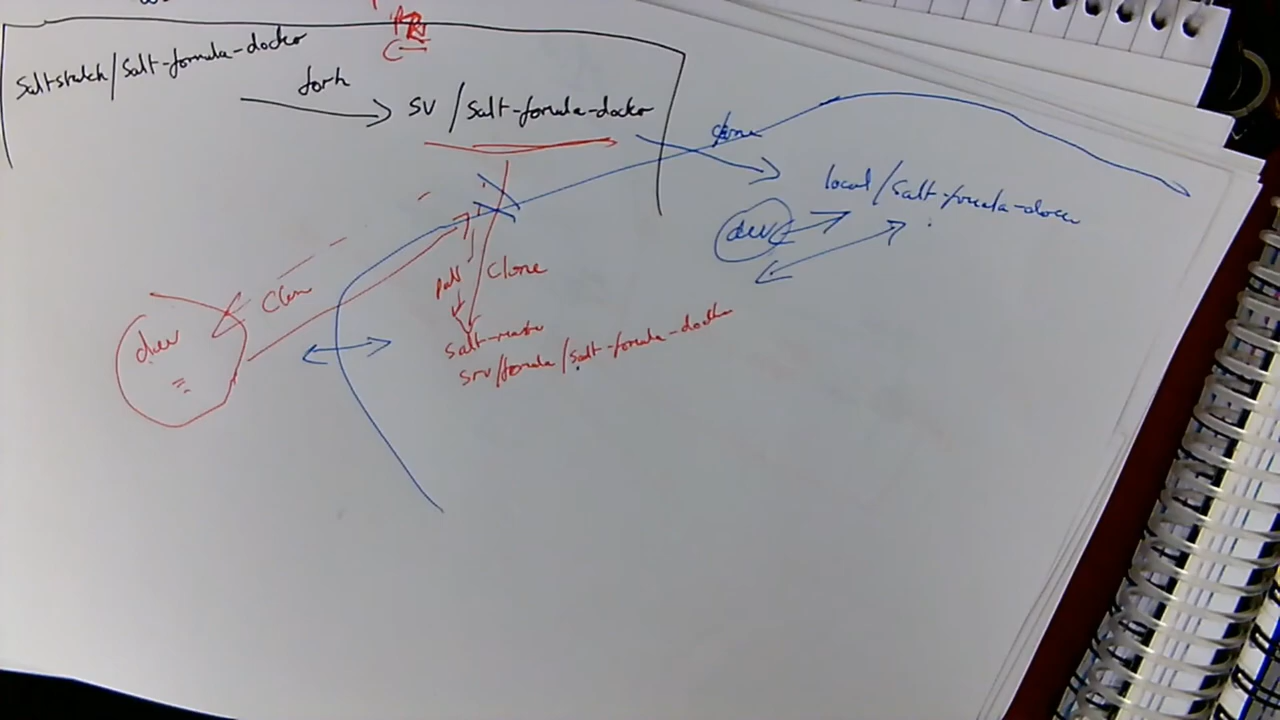 Saltstack/Salt-formula-docker
fork
SV / Salt-formula-docker
clone
local/Salt-formula-docker
dev
pull
Clone
Clone
dev
Salt-master
srv/formula/salt-formula-docker